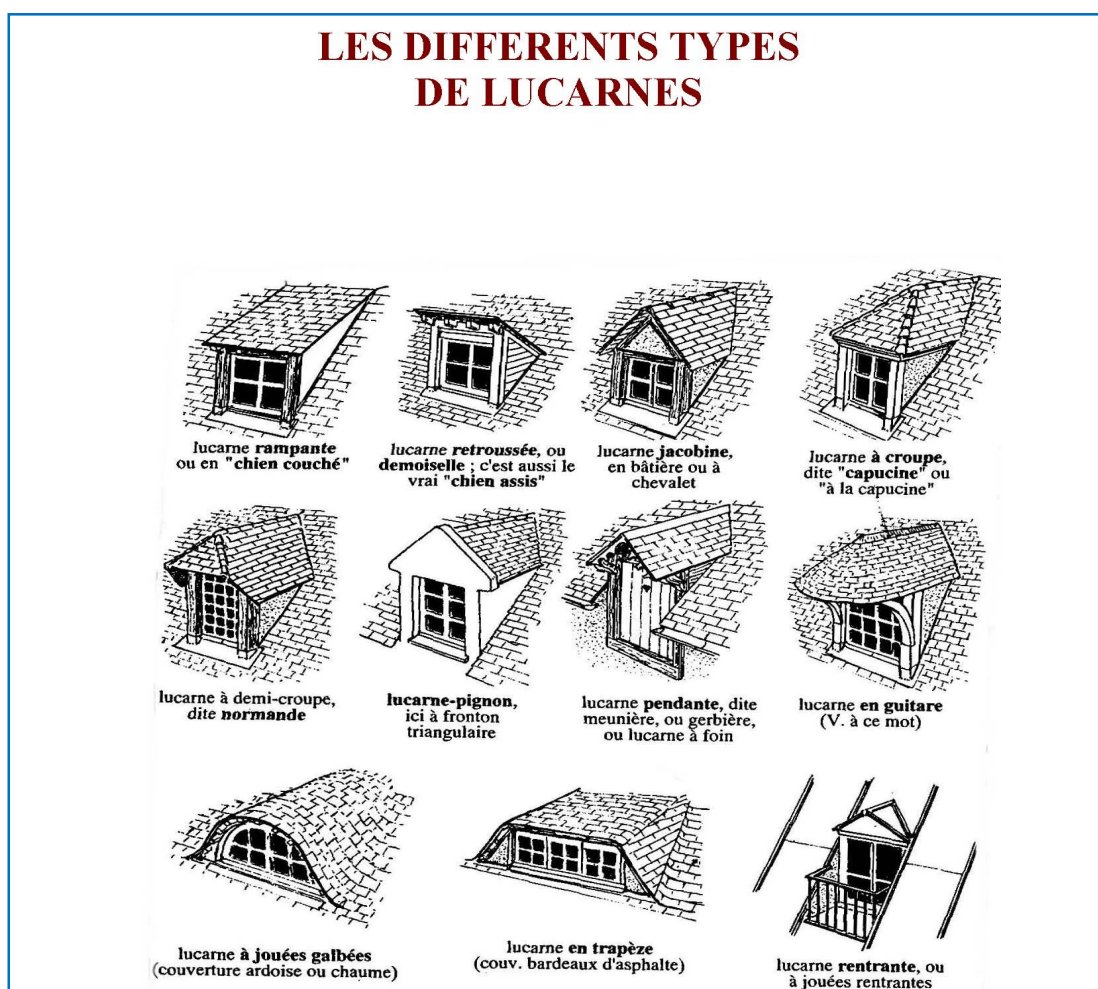 LES DIFFERENTS TYPES
DE LUCARNES
lucarne rampante
ou en "chien couché"
lucarne retroussée, ou
demoiselle ; c'est aussi le
vrai "chien assis"
lucarne jacobine,
en bâtière ou à
chevalet
lucarne à croupe,
dite "capucine" ou
"à la capucine"
lucarne à demi-croupe,
dite normande
lucarne-pignon,
ici à fronton
triangulaire
lucarne pendante, dite
meunière, ou gerbière,
ou lucarne à foin
lucarne en guitare
(V. à ce mot)
lucarne à jouées galbées
(couverture ardoise ou chaume)
lucarne en trapèze
(couv. bardeaux d'asphalte)
lucarne rentrante, ou
à jouées rentrantes